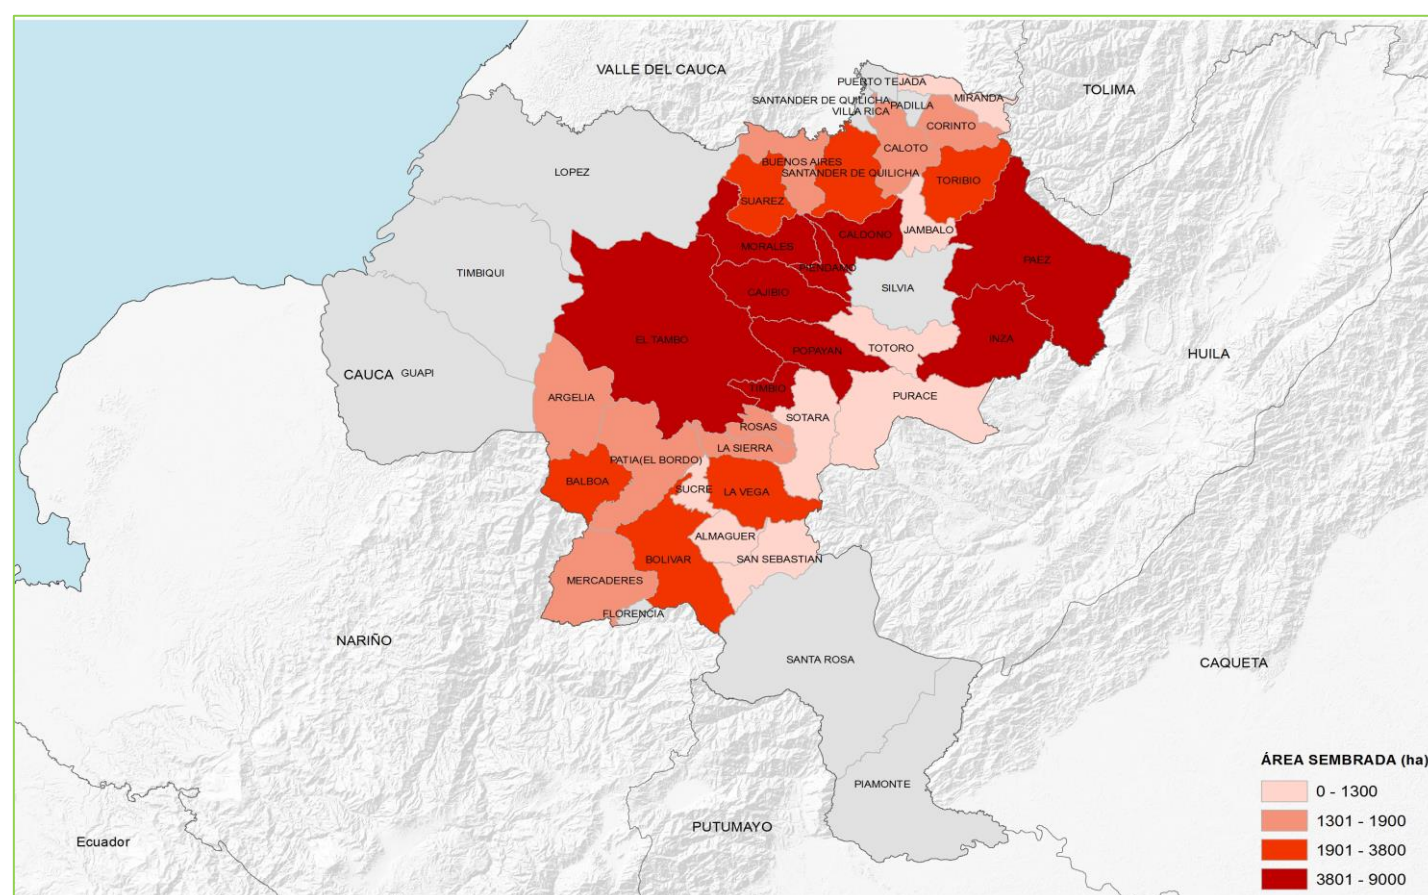 VALLE DEL CAUCA
TOLIMA
PUERTO TEJADA
MIRANDA
SANTANDER DE QUILICHA
PADILLA
VILLA RICA
CORINTO
CALOTO
BUENOS AIRES
LOPEZ
SANTANDER DE QUILICHA
TORIBIO
SUAREZ
JAMBALO
CALDONO
MORALES
PAEZ
PIENDAMO
TIMBIQUI
SILVIA
CAJIBIO
EL TAMBO
INZA
TOTORO
POPAYAN
HUILA
CAUCA
GUAPI
TIMBIO
PURACE
ARGELIA
SOTARA
ROSAS
LA SIERRA
PATIA(EL BORDO)
BALBOA
SUCRE
LA VEGA
ALMAGUER
BOLIVAR
SAN SEBASTIAN
MERCADERES
FLORENCIA
NARIÑO
SANTA ROSA
CAQUETA
PIAMONTE
PUTUMAYO
Ecuador
ÁREA SEMBRADA (ha)
0 - 1300
1301 - 1900
1901 - 3800
3801 - 9000